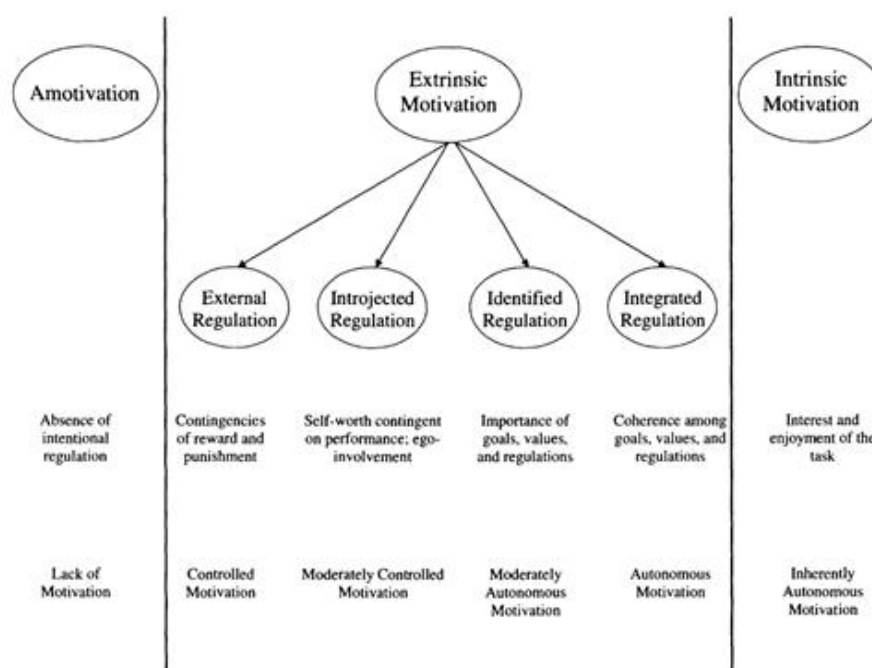 Amotivation
Extrinsic
Motivation
Intrinsic
Motivation
External
Regulation
Introjected
Regulation
Identified
Regulation
Integrated
Regulation
Absence of
intentional
regulation
Contingencies
of reward and
punishment
Self-worth contingent
on performance; ego-
involvement
Importance of
goals, values,
and regulations
Coherence among
goals, values, and
regulations
Interest and
enjoyment of the
task
Lack of
Motivation
Controlled
Motivation
Moderately Controlled
Motivation
Moderately
Autonomous
Motivation
Autonomous
Motivation
Inherently
Autonomous
Motivation